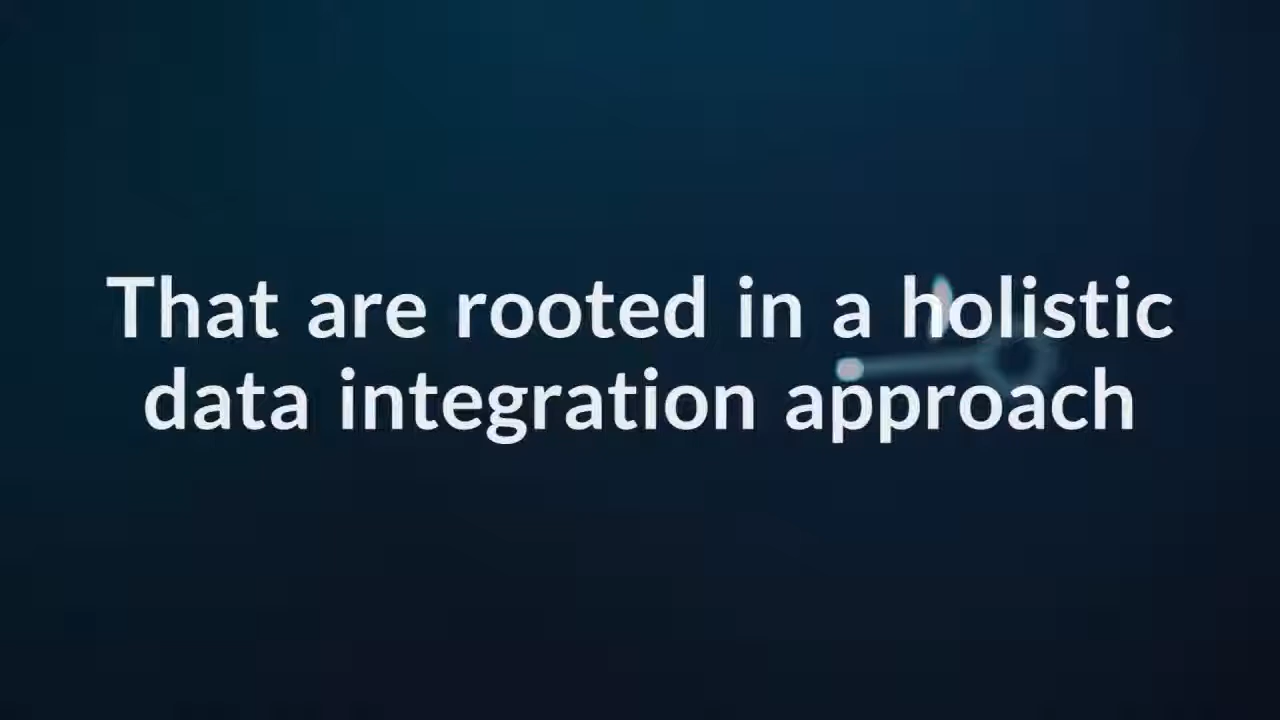 That are rooted in a holistic
data integration approach